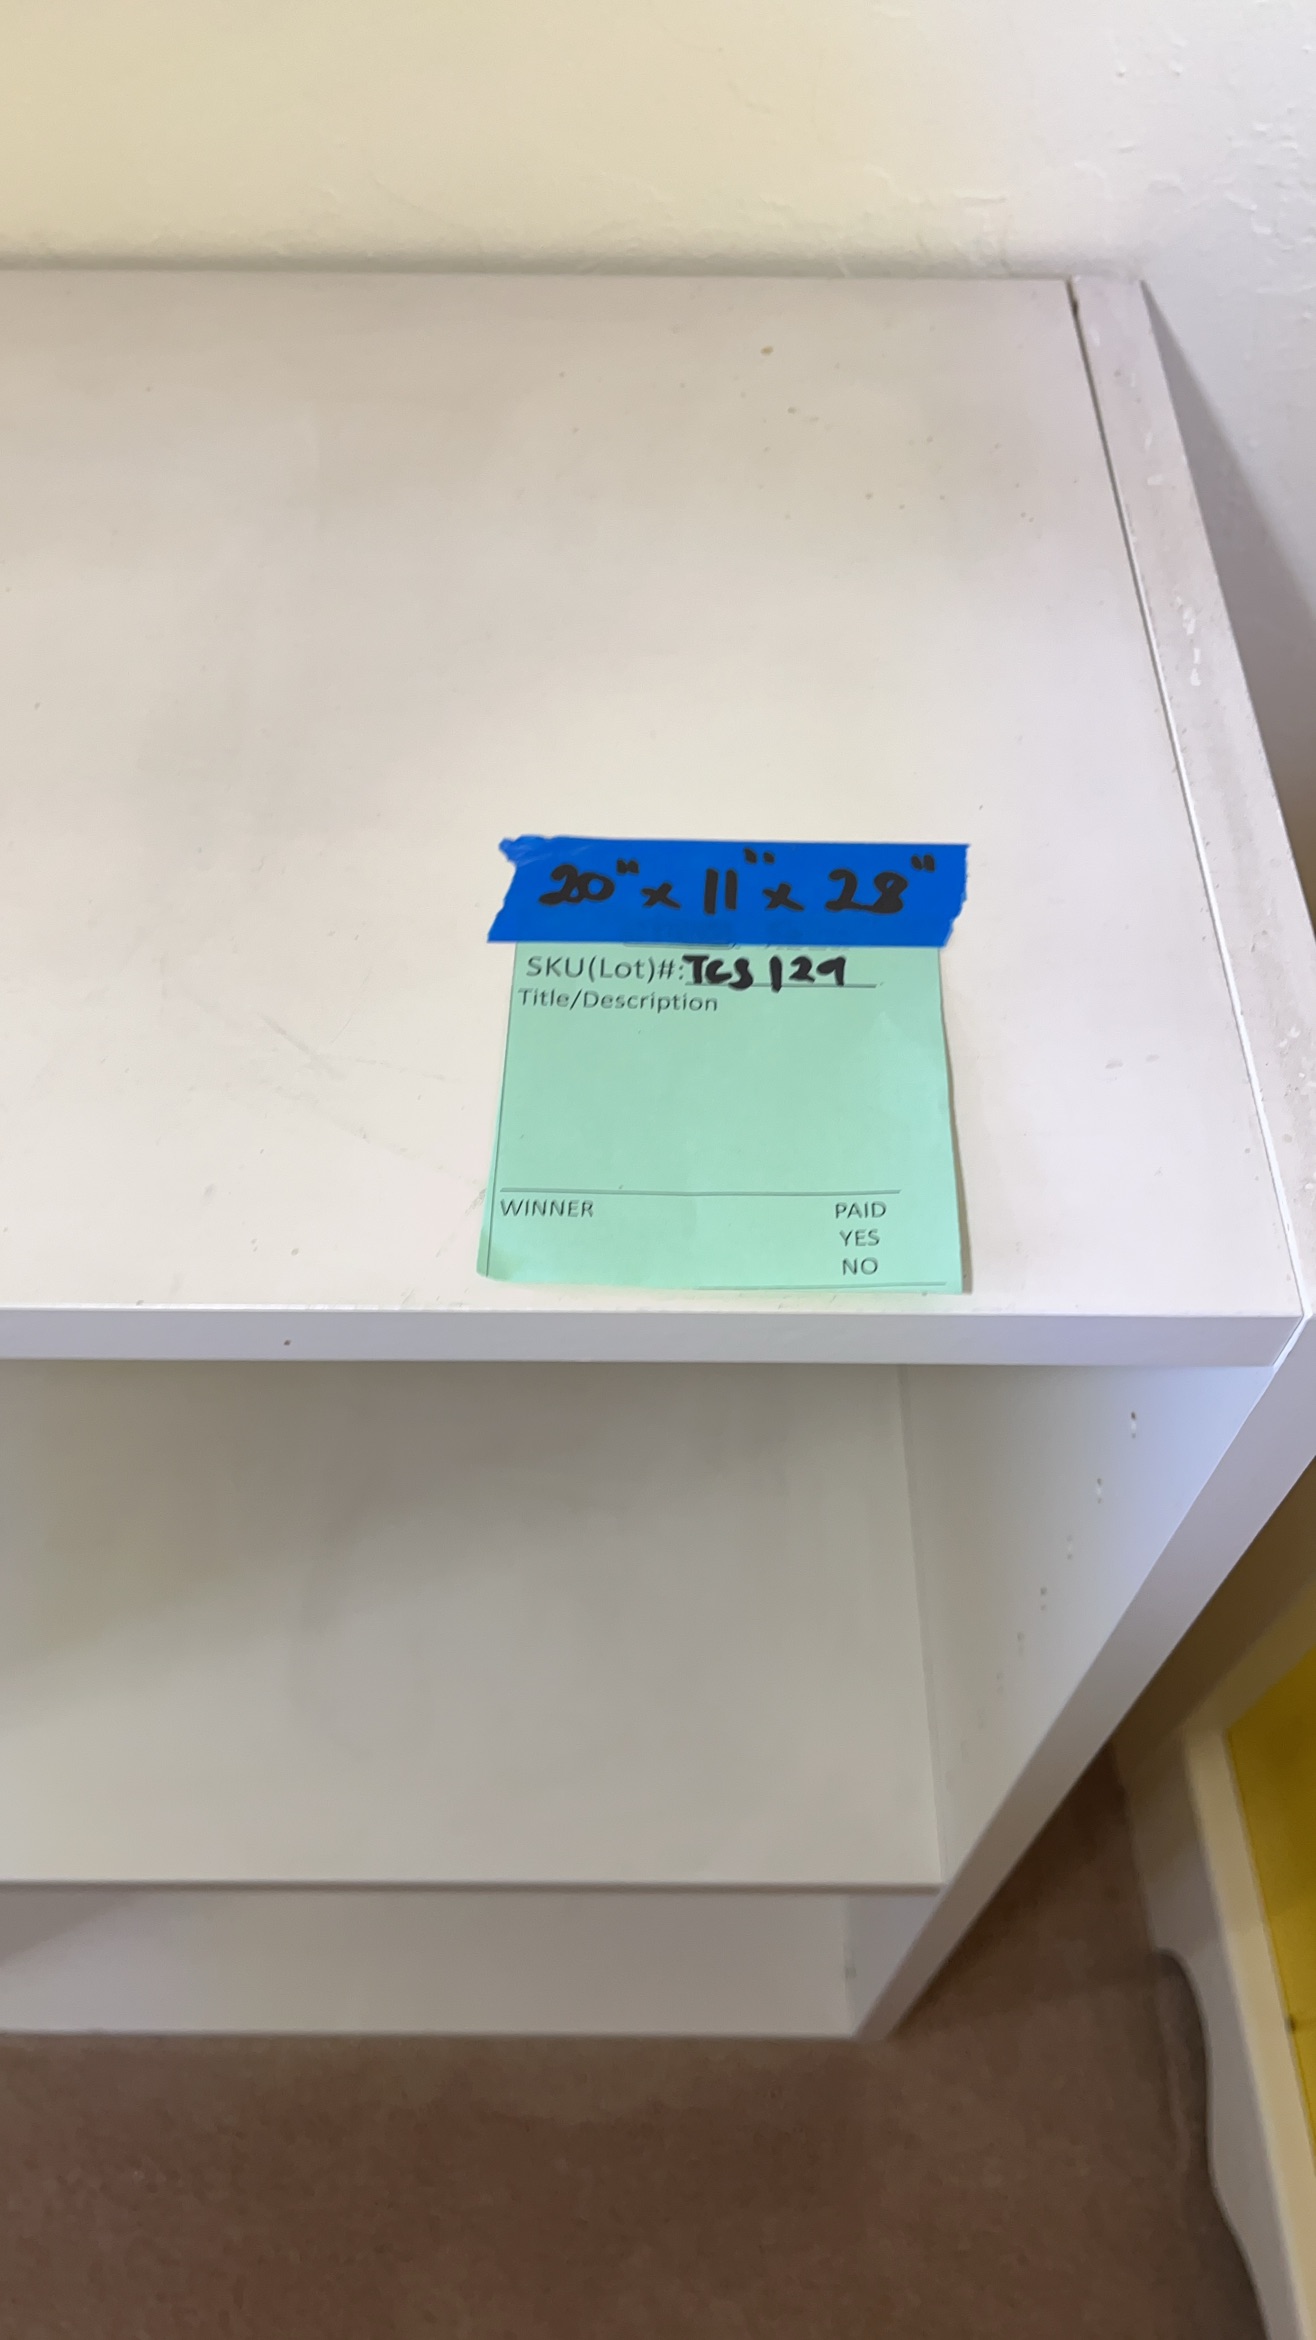 20" x 11" x 28"
SKU(Lot)#: TCS 129
Title/Description
WINNER PAID
YES
NO